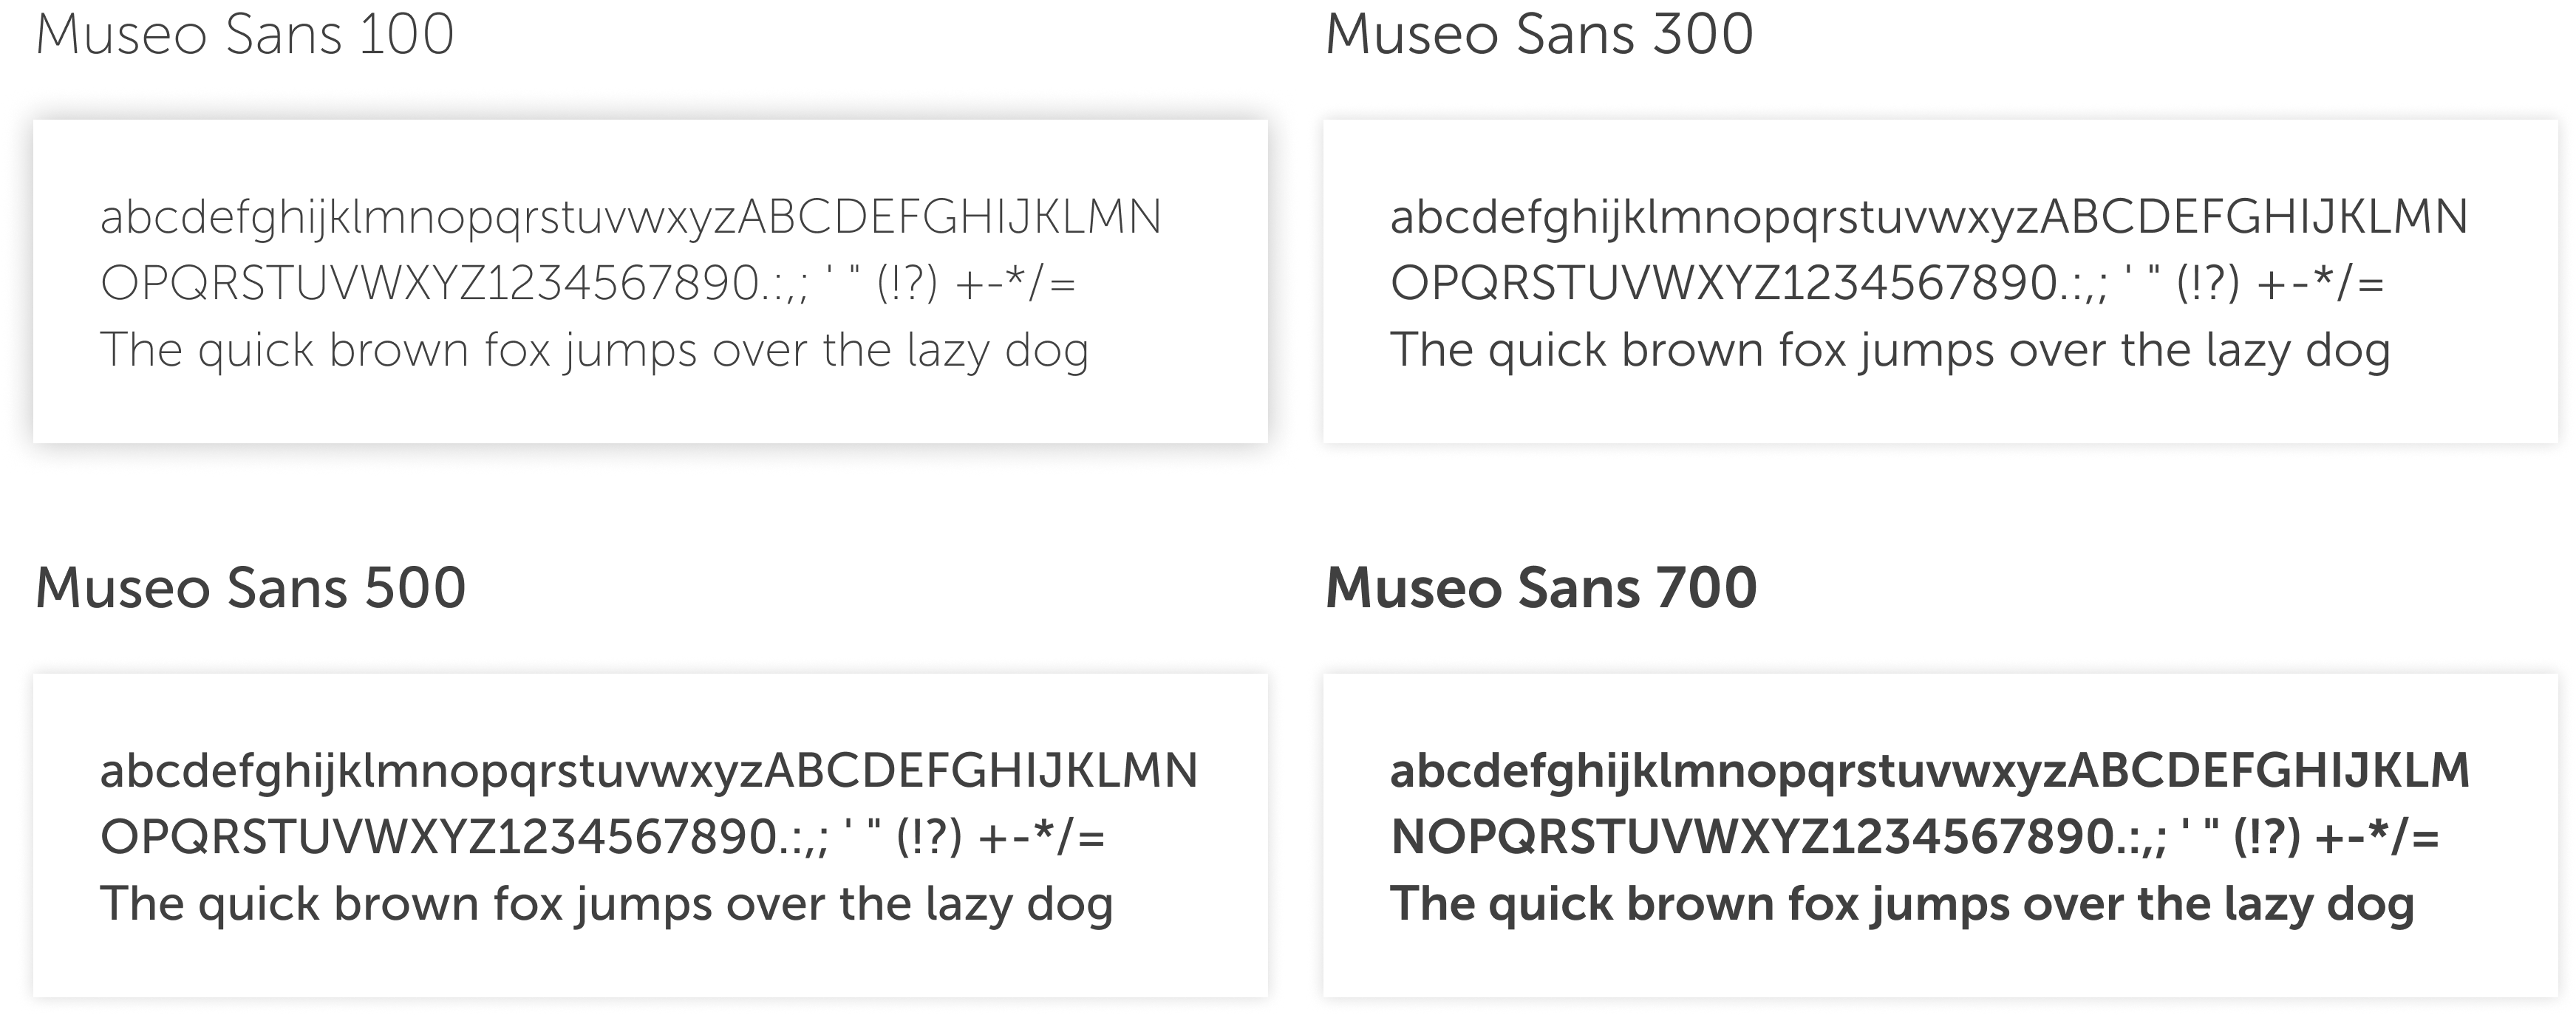 Museo Sans 100
abcdefghijklmnopqrstuvwxyzABCDEFGHIJKLMN
OPQRSTUVWXYZ1234567890.:,; ' " (!?) +-*/=
The quick brown fox jumps over the lazy dog
Museo Sans 300
abcdefghijklmnopqrstuvwxyzABCDEFGHIJKLMN
OPQRSTUVWXYZ1234567890.:,; ' " (!?) +-*/=
The quick brown fox jumps over the lazy dog
Museo Sans 500
abcdefghijklmnopqrstuvwxyzABCDEFGHIJKLMN
OPQRSTUVWXYZ1234567890.:,; ' " (!?) +-*/=
The quick brown fox jumps over the lazy dog
Museo Sans 700
abcdefghijklmnopqrstuvwxyzABCDEFGHIJKLM
NOPQRSTUVWXYZ1234567890.:,; ' " (!?) +-*/=
The quick brown fox jumps over the lazy dog